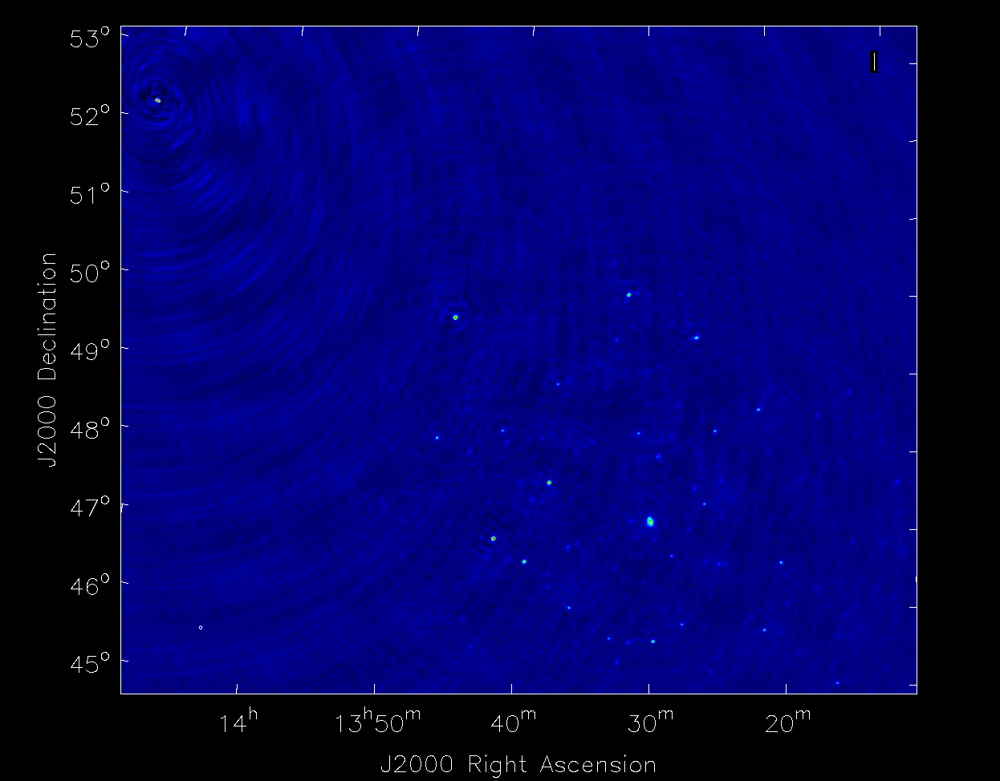 53°
52°
51°
50°
49°
48°
47°
46°
45°
J2000 Declination
14ʰ
13ʰ50ᵐ
40ᵐ
30ᵐ
20ᵐ
J2000 Right Ascension